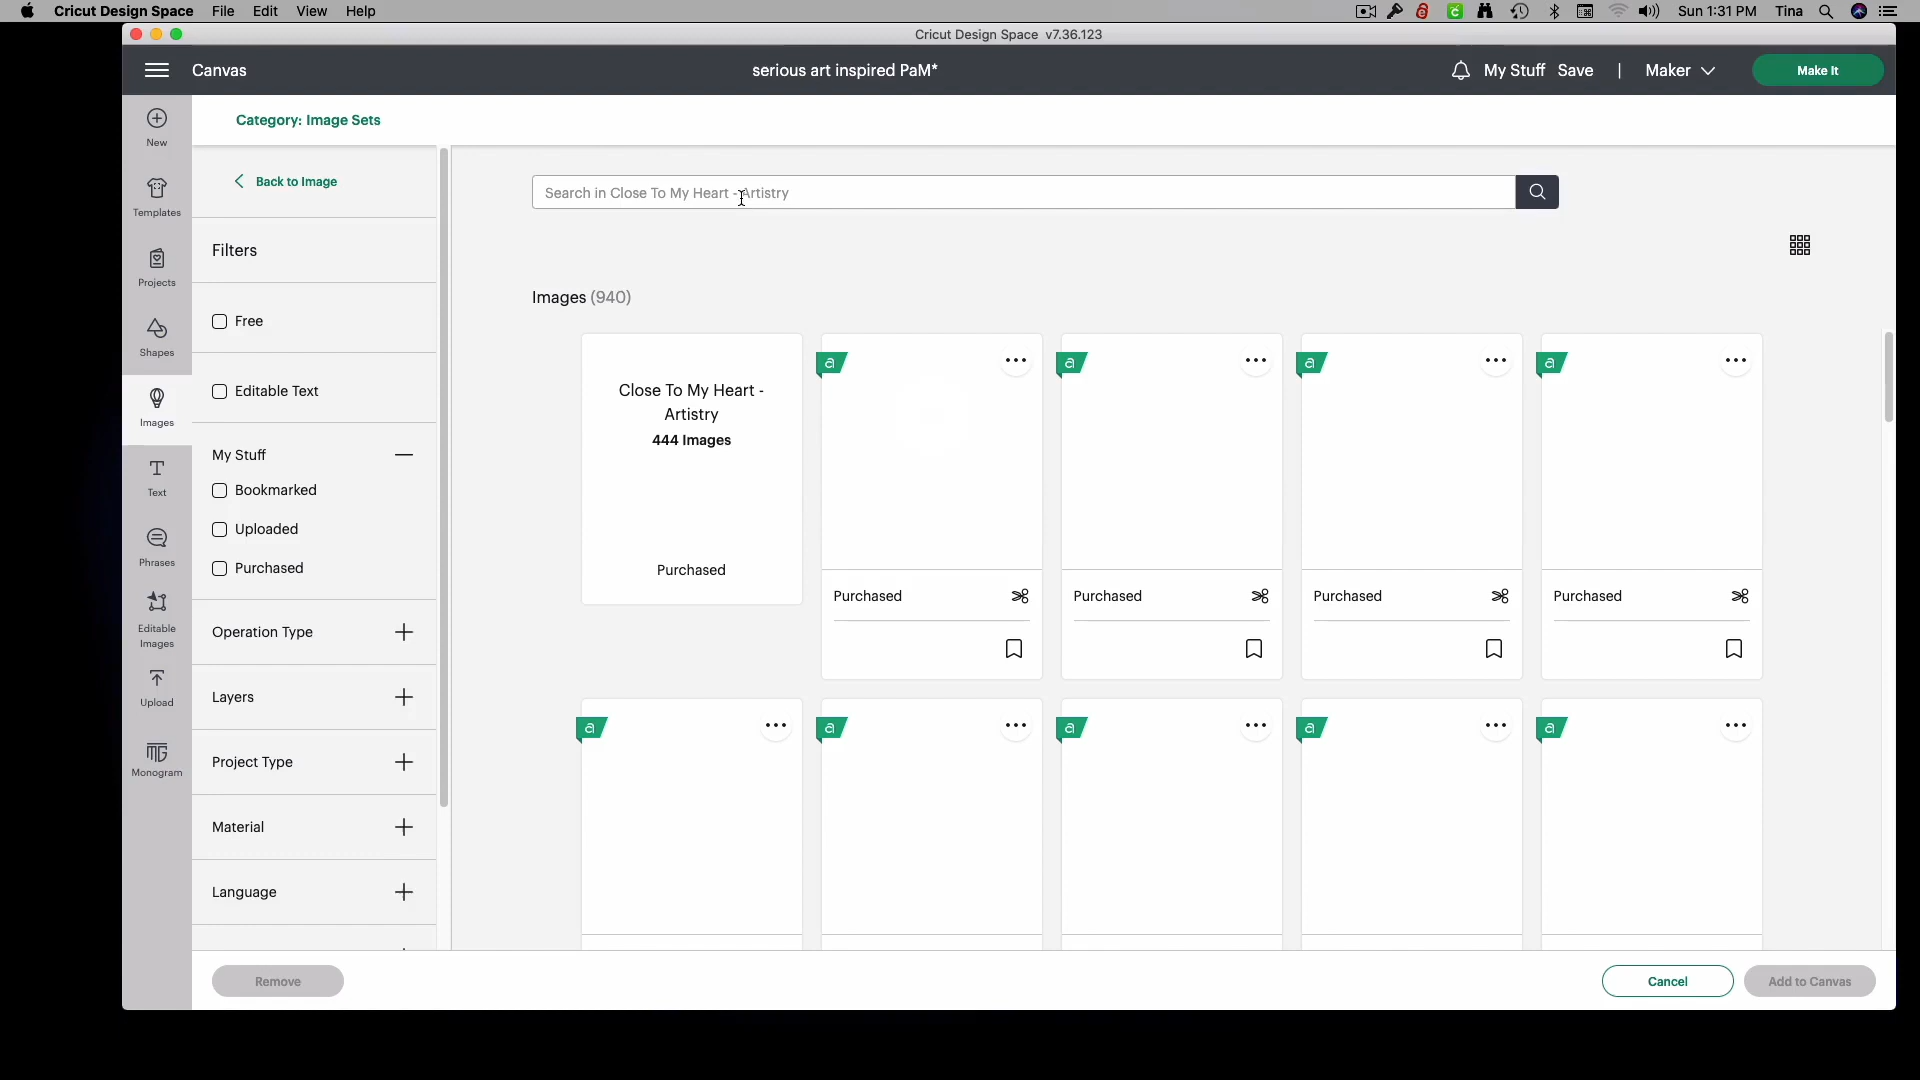 Cricut Design Space File Edit View Help
Sun 1:31 PM Tina
Cricut Design Space v7.36.123
Canvas
serious art inspired PaM*
My Stuff Save | Maker
Make It
Category: Image Sets
New
Templates
Projects
Shapes
Images
Text
Phrases
Editable
Images
Upload
Monogram
Back to Image
Filters
Free
Editable Text
My Stuff
Bookmarked
Uploaded
Purchased
Operation Type
Layers
Project Type
Material
Language
Search in Close To My Heart - Artistry
Images (940)
Close To My Heart -
Artistry
444 Images
Purchased
a a a a
Purchased Purchased Purchased Purchased
a a a a a
Remove
Cancel
Add to Canvas